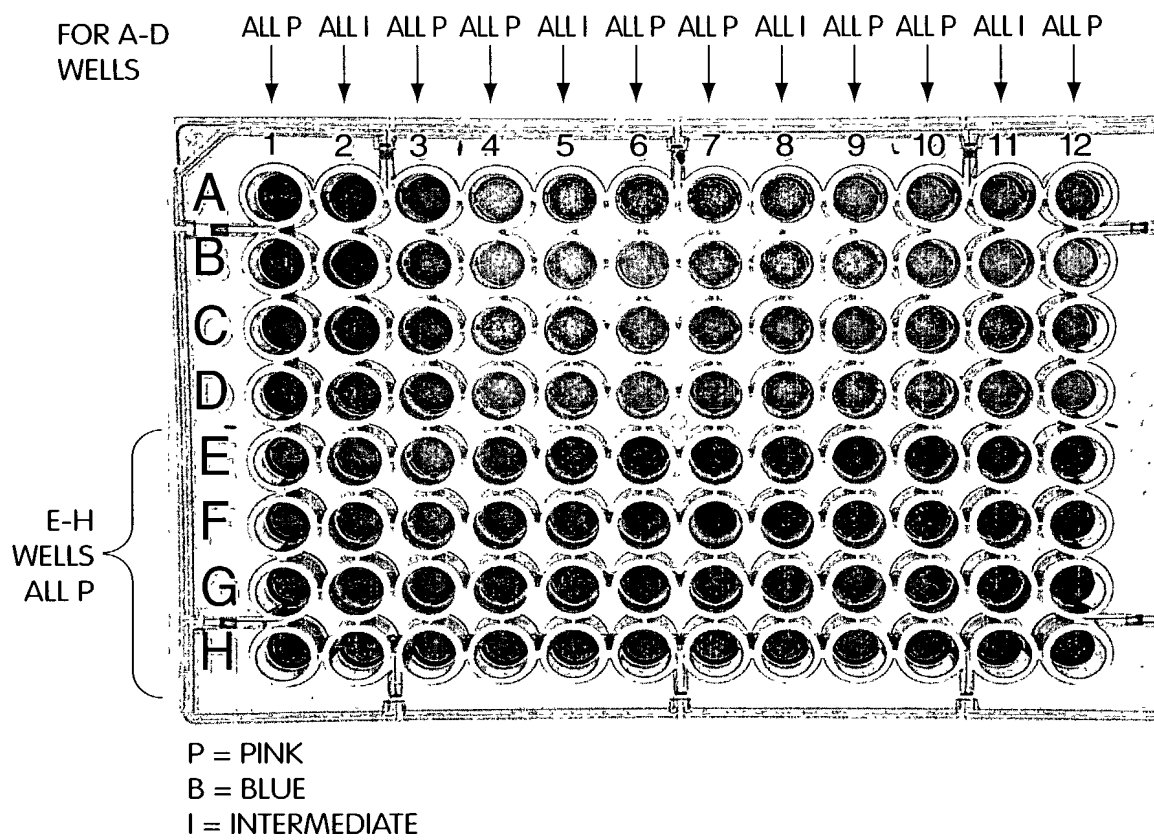 FOR A-D
WELLS
ALL P ALL I ALL P ALL P ALL I ALL P ALL P ALL I ALL P ALL P ALL I ALL P
1 2 3 4 5 6 7 8 9 10 11 12
A
B
C
D
E
F
G
H
E-H
WELLS
ALL P
P = PINK
B = BLUE
I = INTERMEDIATE